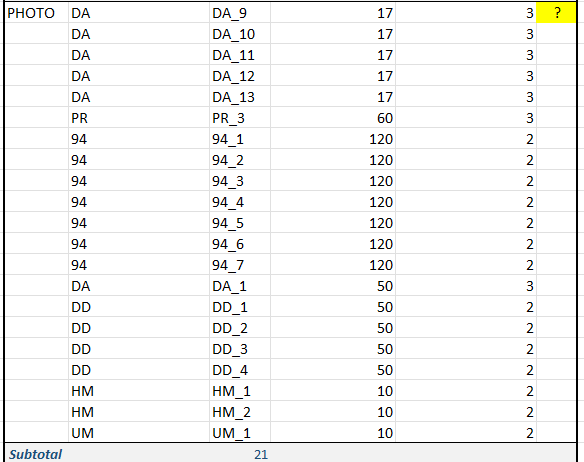 PHOTO DA DA_9 17 3 ?
DA DA_10 17 3
DA DA_11 17 3
DA DA_12 17 3
DA DA_13 17 3
PR PR_3 60 3
94 94_1 120 2
94 94_2 120 2
94 94_3 120 2
94 94_4 120 2
94 94_5 120 2
94 94_6 120 2
94 94_7 120 2
DA DA_1 50 3
DD DD_1 50 2
DD DD_2 50 2
DD DD_3 50 2
DD DD_4 50 2
HM HM_1 10 2
HM HM_2 10 2
UM UM_1 10 2
Subtotal 21